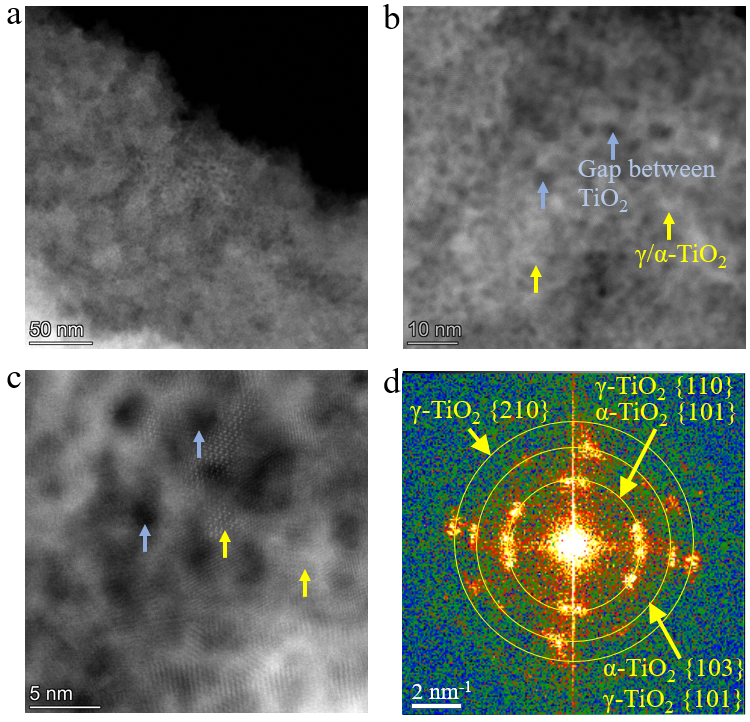 a
50 nm
b
Gap between
TiO₂
γ/α-TiO₂
10 nm
c
5 nm
d
γ-TiO₂ {110}
α-TiO₂ {101}
γ-TiO₂ {210}
α-TiO₂ {103}
γ-TiO₂ {101}
2 nm⁻¹